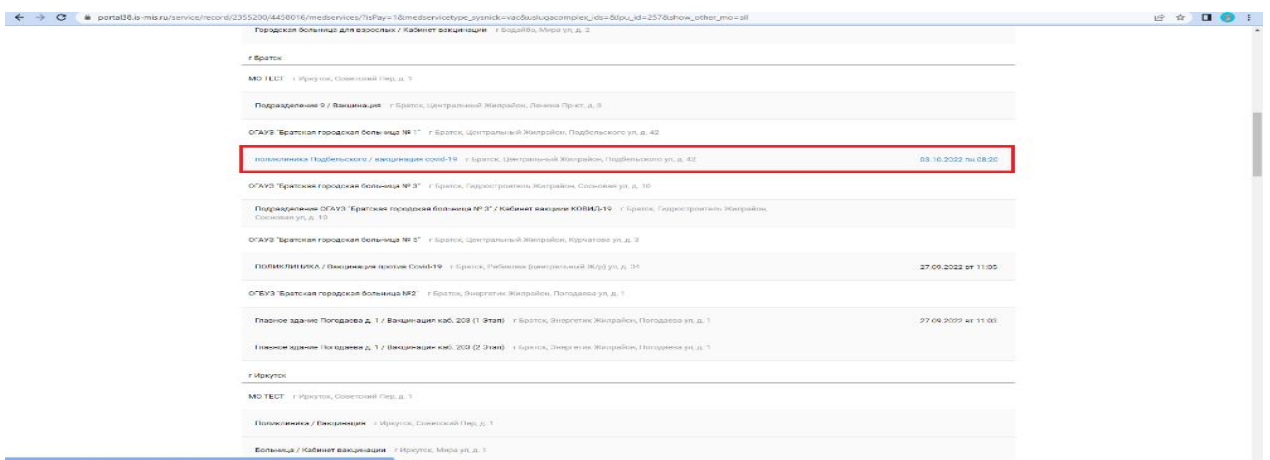 portal38.is-mis.ru/service/record/2355200/4458016/medservices/?isPay=1&medservicetype_sysnick=vac&uslugacomplex_ids=&lpu_id=257&show_other_mo=all
Городская больница для взрослых / Кабинет вакцинации г Бодайбо, Мира ул, д. 2
г Братск
МО ТЕСТ г Иркутск, Советский Пер, д. 1
Подразделение 9 / Вакцинация г Братск, Центральный Жилрайон, Ленина Пр-кт, д.
ОГАУЗ "Братская городская больница № 1" г Братск, Центральный Жилрайон, Подбельского ул, д. 42
поликлиника Подбельского / вакцинация covid-19 г Братск, Центральный Жилрайон, Подбельского ул, д. 42 03.10.2022 пн 08:20
ОГАУЗ "Братская городская больница № 3" г Братск, Гидростроитель Жилрайон, Сосновая ул, д. 10
Подразделение ОГАУЗ "Братская городская больница № 3" / Кабинет вакцины КОВИД-19 г Братск, Гидростроитель Жилрайон,
Сосновая ул, д. 10
ОГАУЗ "Братская городская больница № 5" г Братск, Центральный Жилрайон, Курчатова ул, д. 3
ПОЛИКЛИНИКА / Вакцинация против Covid-19 г Братск, Рябикова (центральный Ж/р) ул, д. 34 27.09.2022 вт 11:05
ОГБУЗ "Братская городская больница №2" г Братск, Энергетик Жилрайон, Погодаева ул, д. 1
Главное здание Погодаева д. 1 / Вакцинация каб. 203 (1 Этап) г Братск, Энергетик Жилрайон, Погодаева ул, д. 1 27.09.2022 вт 11:03
Главное здание Погодаева д. 1 / Вакцинация каб. 203 (2 Этап) г Братск, Энергетик Жилрайон, Погодаева ул, д. 1
г Иркутск
МО ТЕСТ г Иркутск, Советский Пер, д. 1
Поликлиника / Вакцинация г Иркутск, Советский Пер, д. 1
Больница / Кабинет вакцинации г Иркутск, Мира ул, д. 1